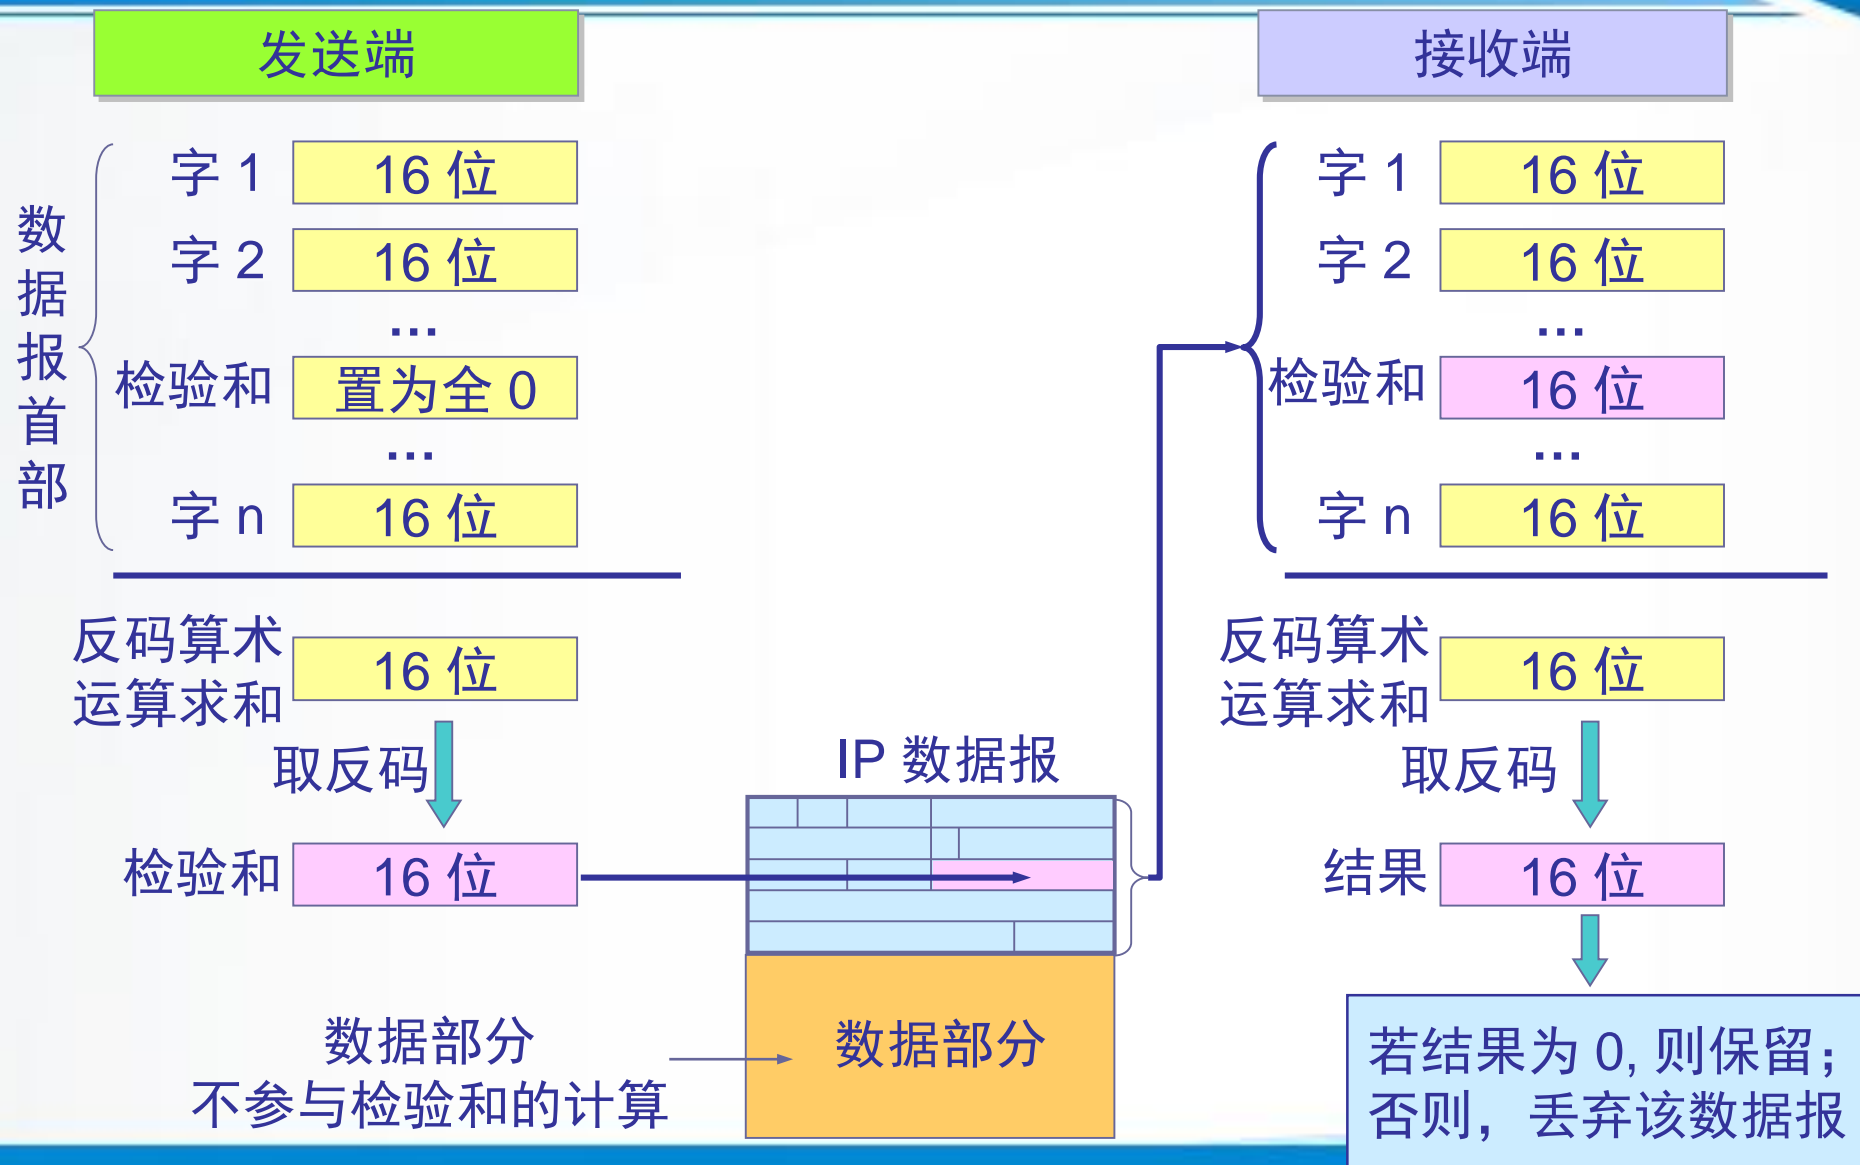 发送端
数据报首部
字 1
16 位
字 2
16 位
…
检验和
置为全 0
…
字 n
16 位
反码算术
运算求和
16 位
取反码
检验和
16 位
数据部分
不参与检验和的计算
IP 数据报
数据部分
接收端
字 1
16 位
字 2
16 位
…
检验和
16 位
…
字 n
16 位
反码算术
运算求和
16 位
取反码
结果
16 位
若结果为 0, 则保留；
否则，丢弃该数据报